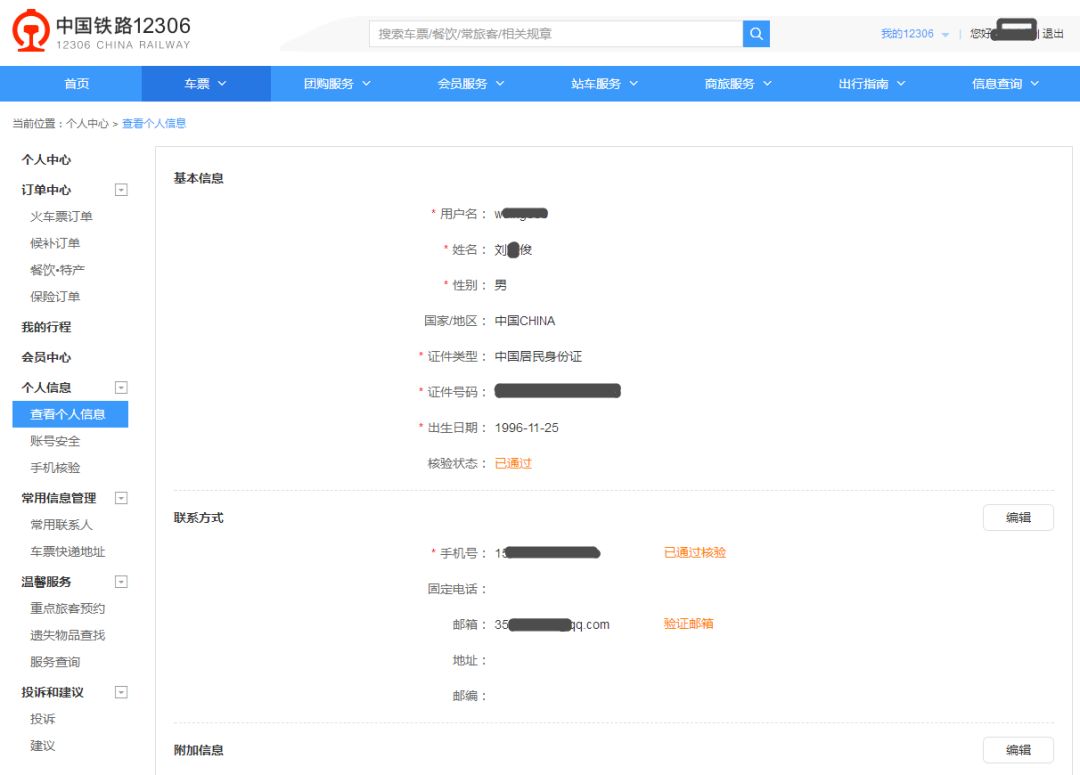 中国铁路12306
12306 CHINA RAILWAY
搜索车票/餐饮/常旅客/相关规章
我的12306 | 您好 | 退出
首页 车票 团购服务 会员服务 站车服务 商旅服务 出行指南 信息查询
当前位置：个人中心 > 查看个人信息
个人中心
订单中心
火车票订单
候补订单
餐饮•特产
保险订单
我的行程
会员中心
个人信息
查看个人信息
账号安全
手机核验
常用信息管理
常用联系人
车票快递地址
温馨服务
重点旅客预约
遗失物品查找
服务查询
投诉和建议
投诉
建议
基本信息
* 用户名：
* 姓名： 刘 俊
* 性别： 男
国家/地区： 中国CHINA
* 证件类型： 中国居民身份证
* 证件号码：
* 出生日期： 1996-11-25
核验状态： 已通过
联系方式
编辑
* 手机号： 15 已通过核验
固定电话：
邮箱： 35 qq.com 验证邮箱
地址：
邮编：
附加信息
编辑